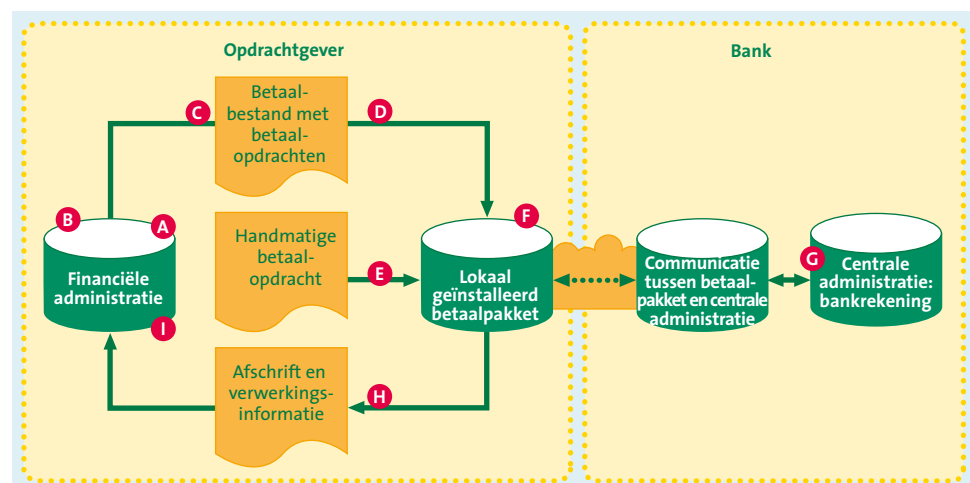 Opdrachtgever
Bank
Betaal-
bestand met
betaal-
opdrachten
C
D
B
A
Financiële
administratie
I
Handmatige
betaal-
opdracht
E
F
Lokaal
geïnstalleerd
betaalpakket
Communicatie
tussen betaal-
pakket en centrale
administratie
G
Centrale
administratie:
bankrekening
Afschrift en
verwerkings-
informatie
H